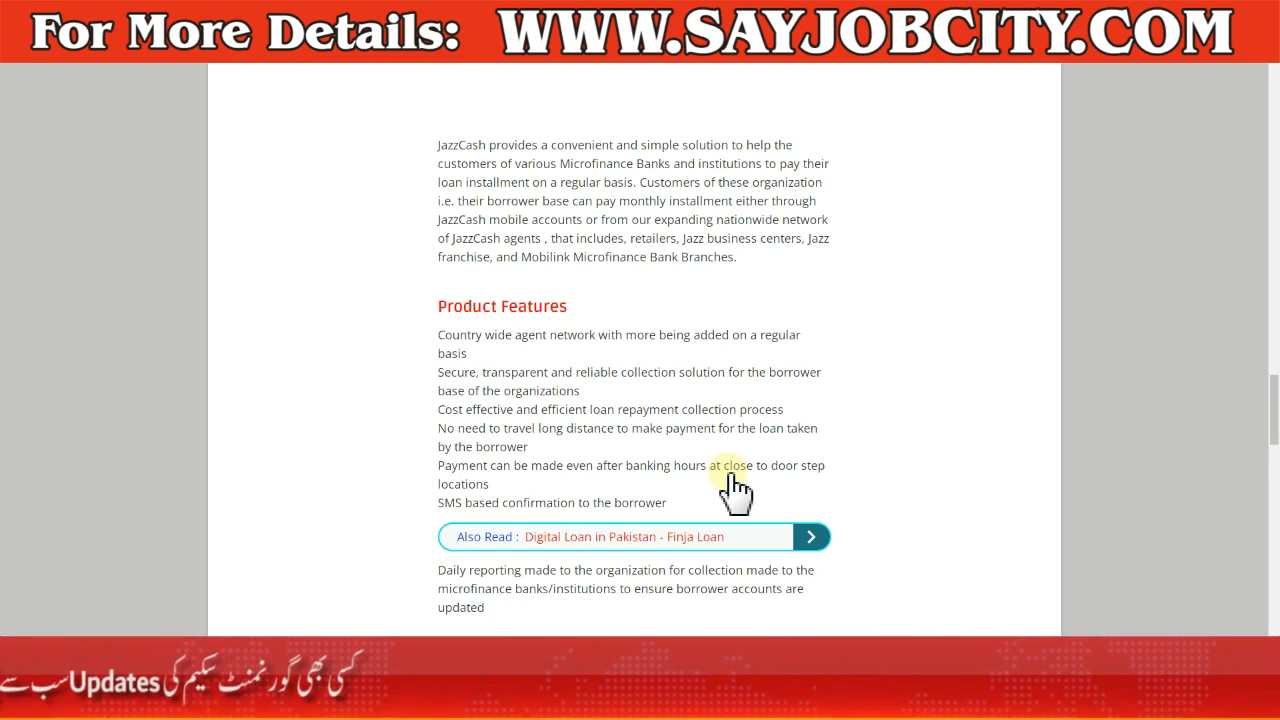 For More Details: WWW.SAYJOBCITY.COM
JazzCash provides a convenient and simple solution to help the
customers of various Microfinance Banks and institutions to pay their
loan installment on a regular basis. Customers of these organization
i.e. their borrower base can pay monthly installment either through
JazzCash mobile accounts or from our expanding nationwide network
of JazzCash agents , that includes, retailers, Jazz business centers, Jazz
franchise, and Mobilink Microfinance Bank Branches.
Product Features
Country wide agent network with more being added on a regular
basis
Secure, transparent and reliable collection solution for the borrower
base of the organizations
Cost effective and efficient loan repayment collection process
No need to travel long distance to make payment for the loan taken
by the borrower
Payment can be made even after banking hours at close to door step
locations
SMS based confirmation to the borrower
Also Read : Digital Loan in Pakistan - Finja Loan
Daily reporting made to the organization for collection made to the
microfinance banks/institutions to ensure borrower accounts are
updated
کسی بھی گورنمنٹ سکیم کی Updates سب سے